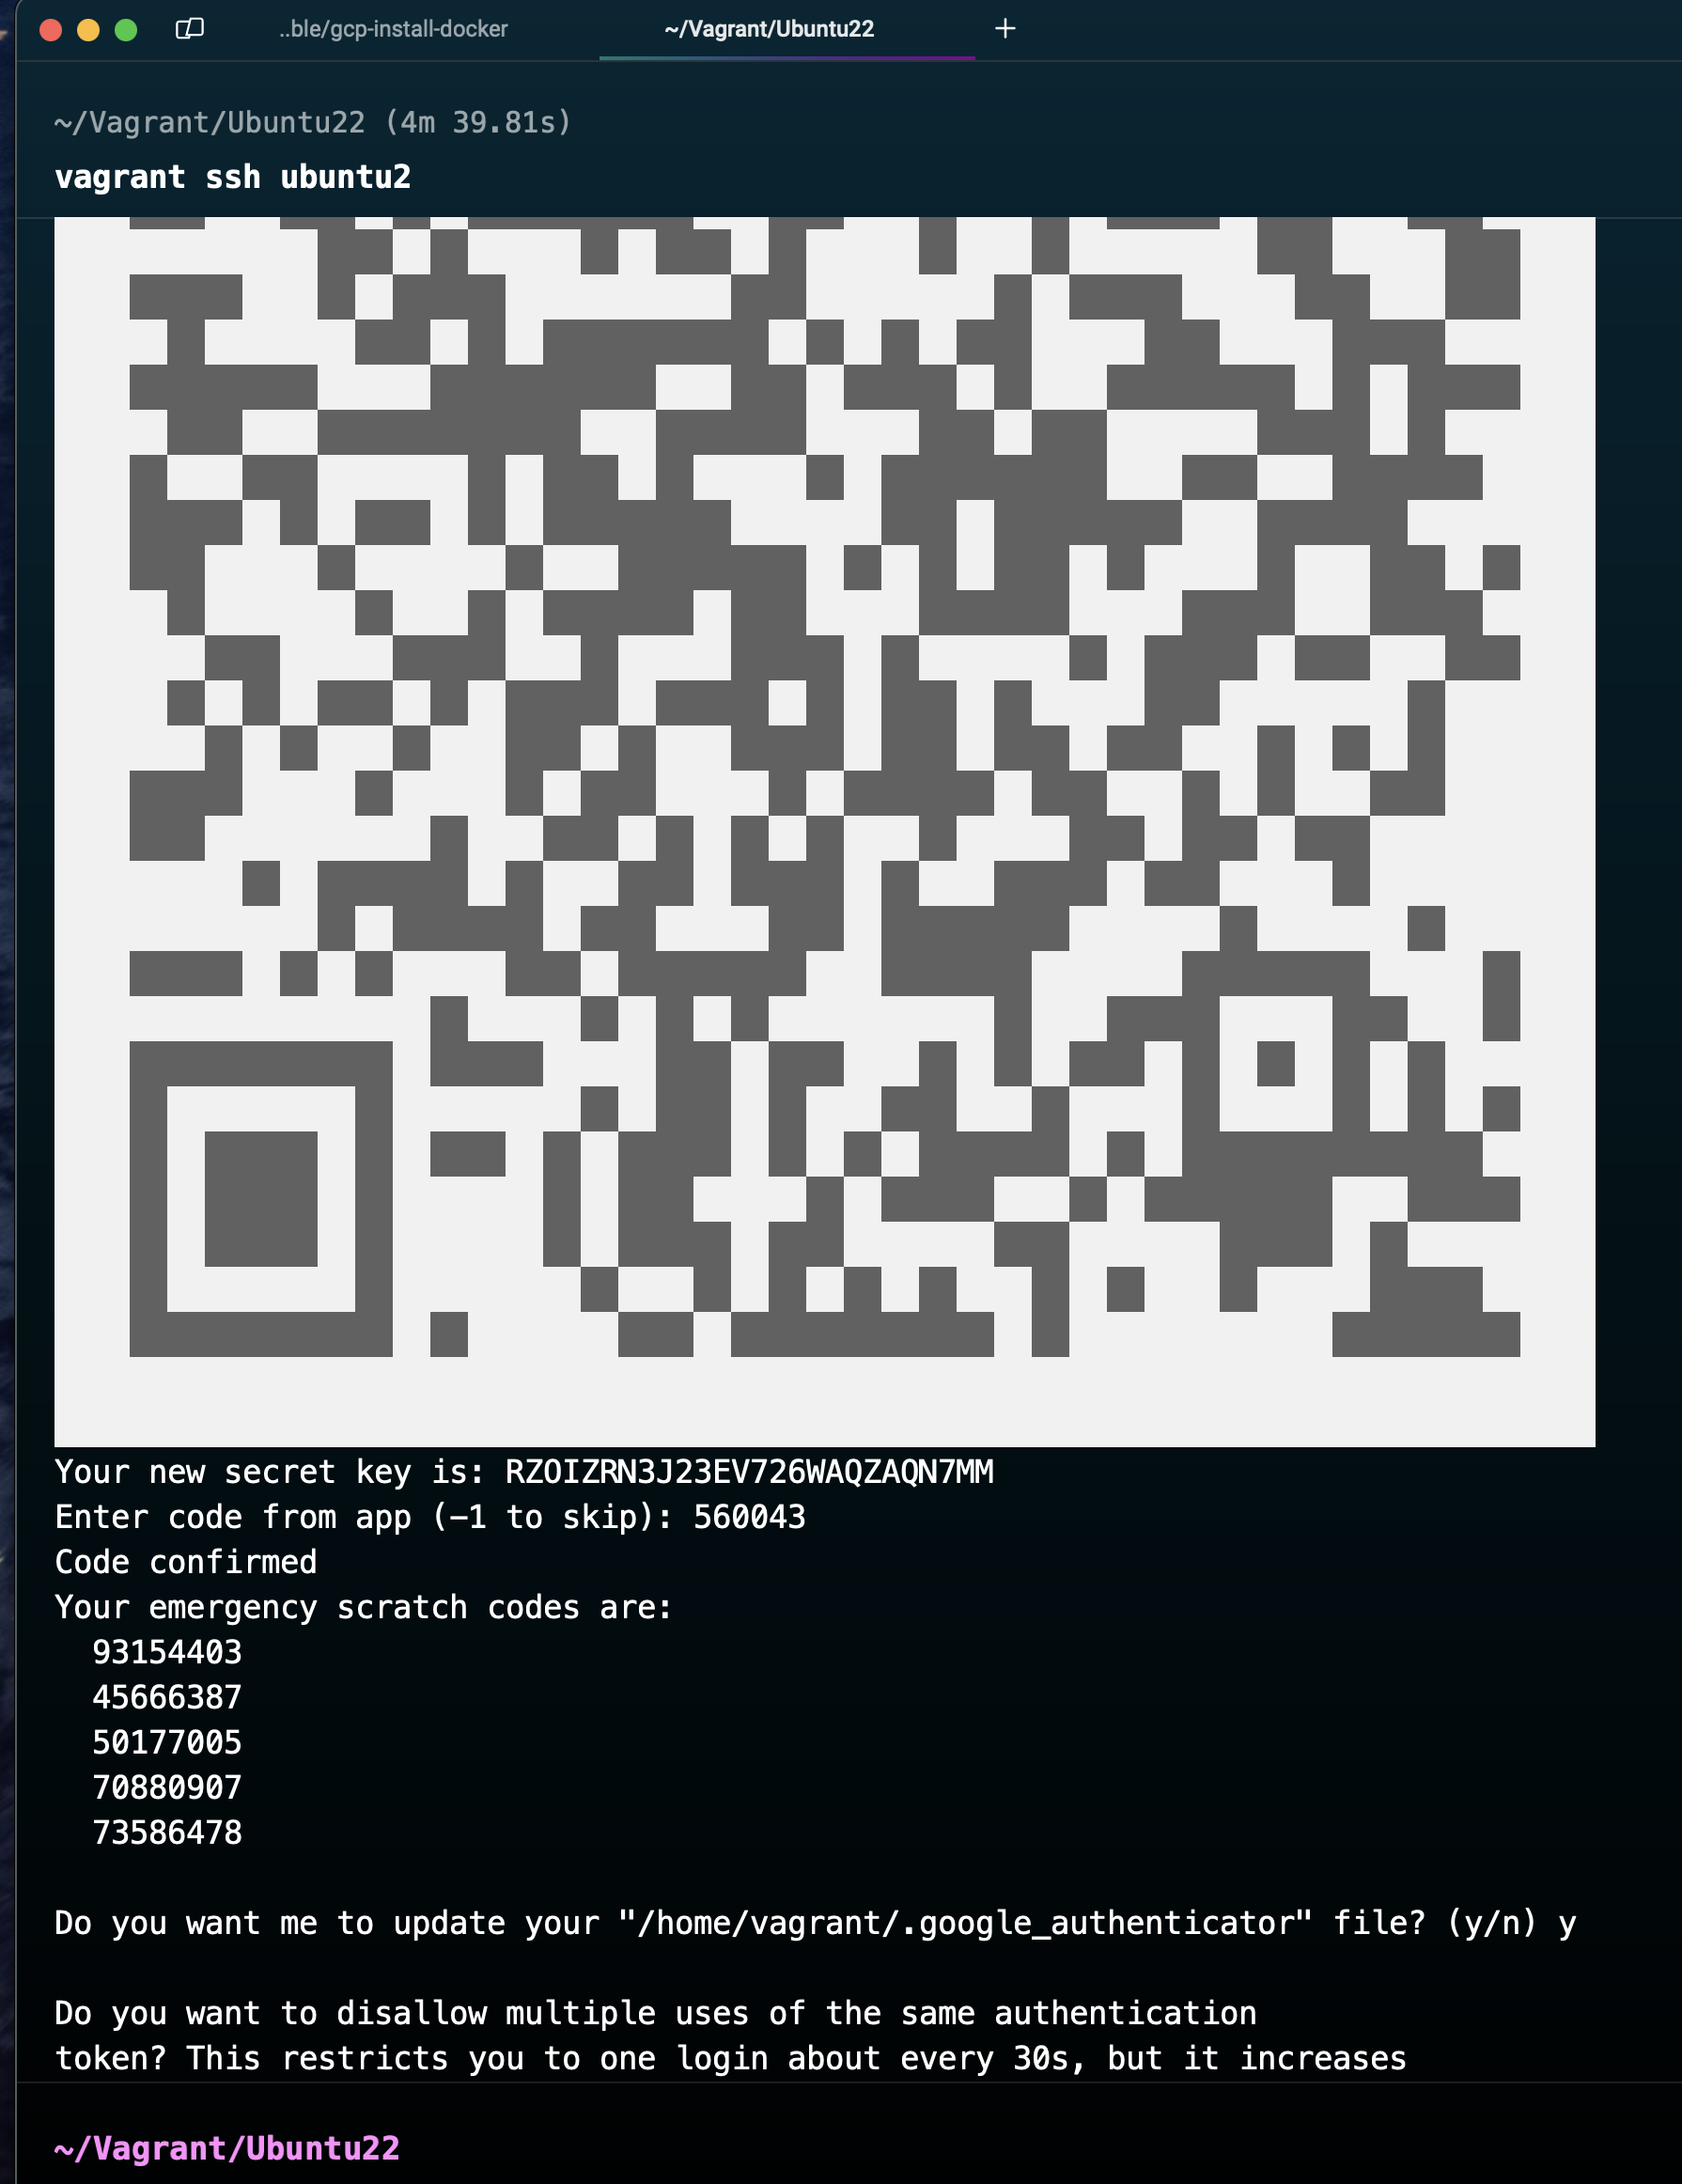 ..ble/gcp-install-docker
~/Vagrant/Ubuntu22
+
~/Vagrant/Ubuntu22 (4m 39.81s)
vagrant ssh ubuntu2
Your new secret key is: RZOIZRN3J23EV726WAQZAQN7MM
Enter code from app (-1 to skip): 560043
Code confirmed
Your emergency scratch codes are:
93154403
45666387
50177005
70880907
73586478
Do you want me to update your "/home/vagrant/.google_authenticator" file? (y/n) y
Do you want to disallow multiple uses of the same authentication
token? This restricts you to one login about every 30s, but it increases
~/Vagrant/Ubuntu22